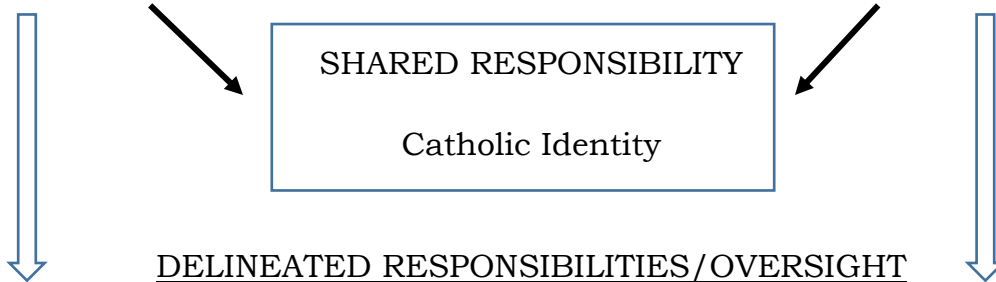 SHARED RESPONSIBILITY
Catholic Identity
DELINEATED RESPONSIBILITIES/OVERSIGHT